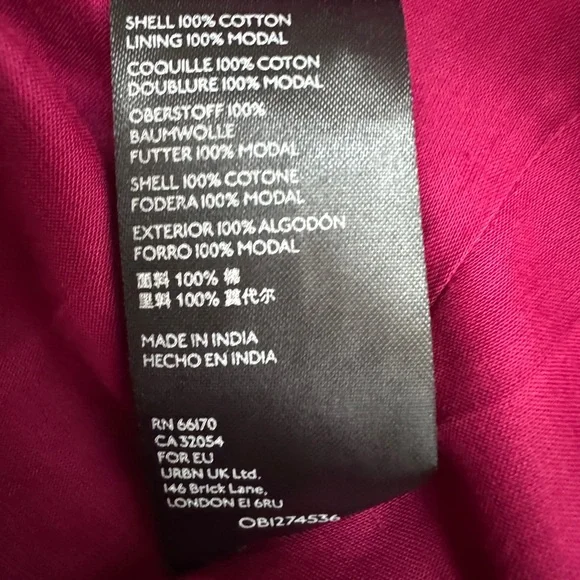 SHELL 100% COTTON
LINING 100% MODAL
COQUILLE 100% COTON
DOUBLURE 100% MODAL
OBERSTOFF 100%
BAUMWOLLE
FUTTER 100% MODAL
SHELL 100% COTONE
FODERA 100% MODAL
EXTERIOR 100% ALGODÓN
FORRO 100% MODAL
面料 100% 棉
里料 100% 莫代尔
MADE IN INDIA
HECHO EN INDIA
RN 66170
CA 32054
FOR EU
URBN UK Ltd.
146 Brick Lane,
LONDON E1 6RU
OB1274536